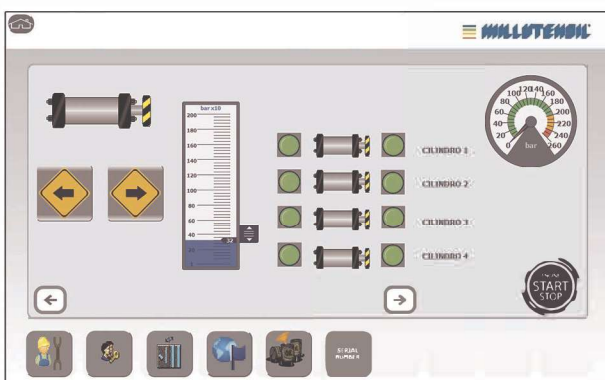 MILLUTENSIL
bar x10
200
180
160
140
120
100
80
60
40
32
20
0
CILINDRO 1
CILINDRO 2
CILINDRO 3
CILINDRO 4
0 20 40 60 80 100 120 140 160 180 200 220 240 260
bar
START
STOP
SERIAL
NUMBER